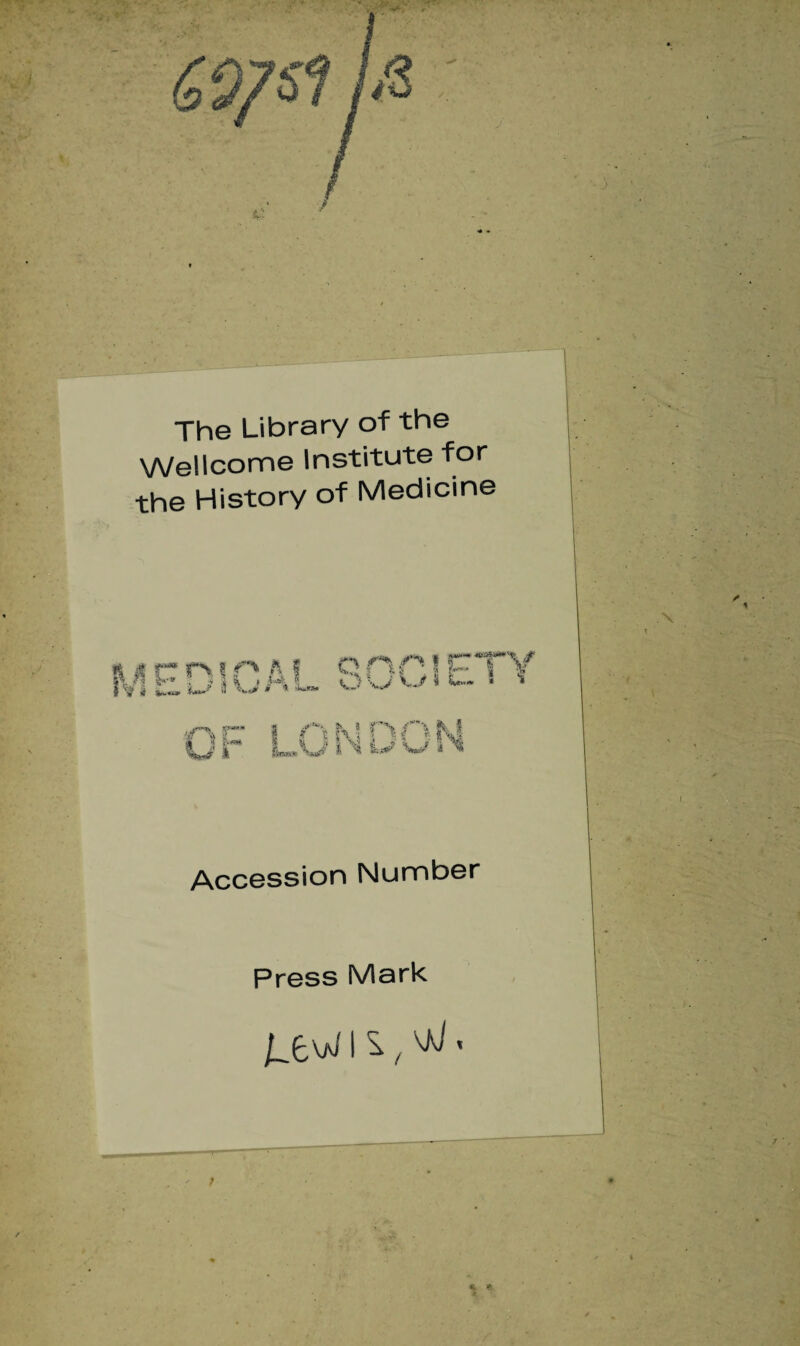 69759/B
The Library of the
Wellcome Institute for
the History of Medicine
MEDICAL SOCIETY
OF LONDON
Accession Number
Press Mark
LEWIS, W.